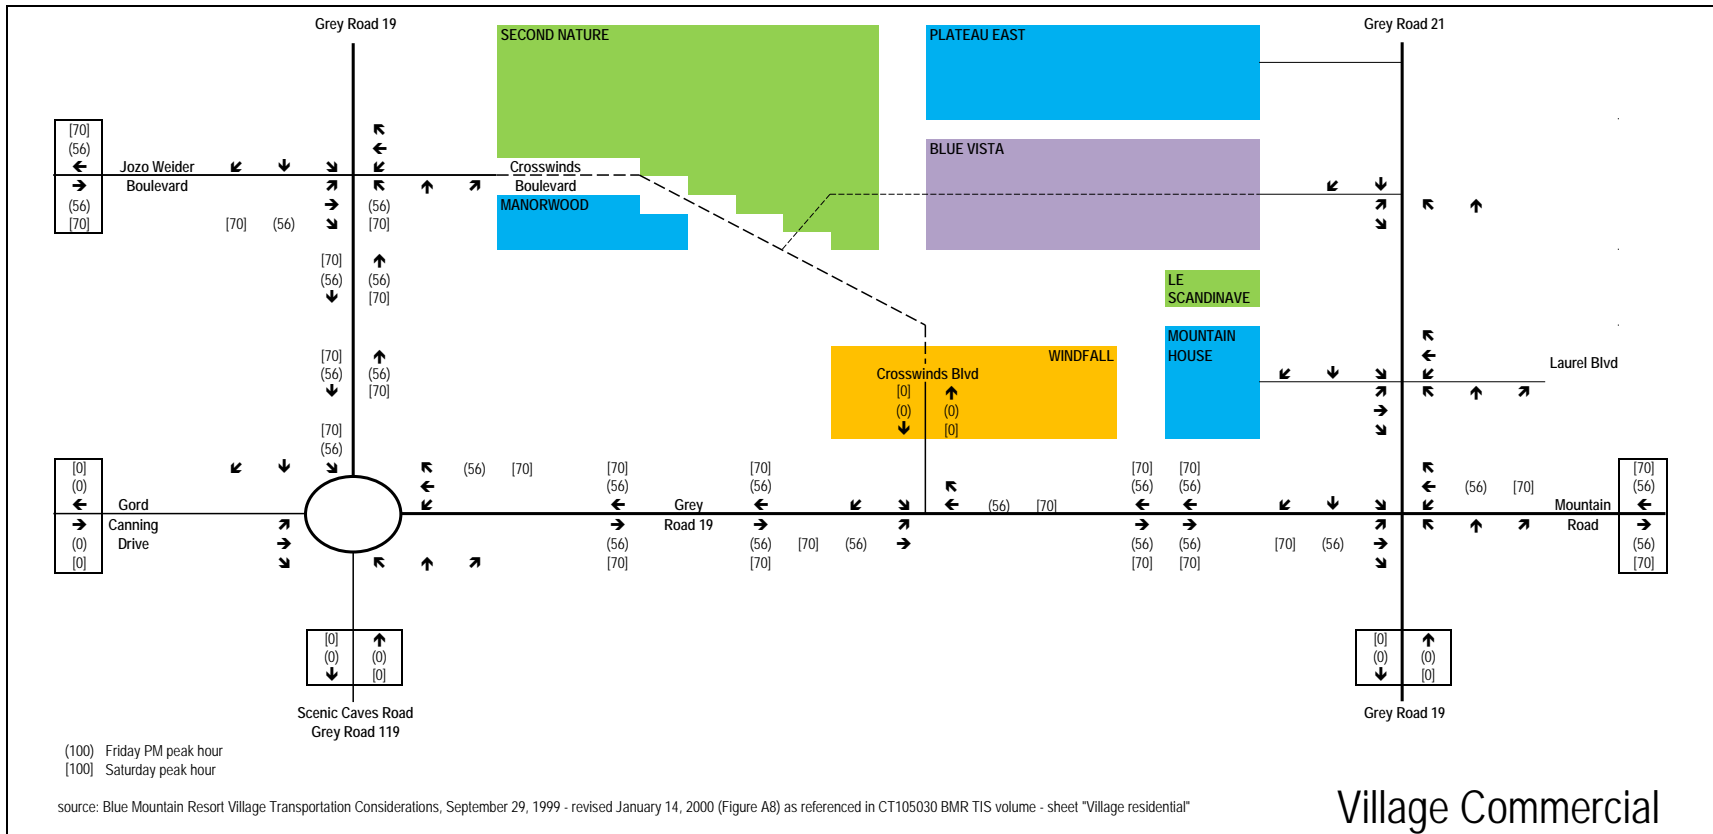 Grey Road 19
Grey Road 21
SECOND NATURE
PLATEAU EAST
[70]
(56)
Jozo Weider
Boulevard
(56)
[70]
[70] (56)
(56)
[70]
Crosswinds
Boulevard
MANORWOOD
BLUE VISTA
[70]
(56) (56)
[70]
LE
SCANDINAVE
MOUNTAIN
HOUSE
[70]
(56) (56)
[70]
WINDFALL
Crosswinds Blvd
[0]
(0) (0)
[0]
Laurel Blvd
[70]
(56)
[0]
(0)
Gord
Canning
Drive
(0)
[0]
(56) [70]
[70]
(56)
(56)
[70]
Grey
Road 19
[70]
(56)
(56) [70] (56)
[70]
(56) [70]
[70] [70]
(56) (56)
(56) (56)
[70] [70]
[70] (56)
(56) [70]
Mountain
Road
[70]
(56)
(56)
[70]
[0]
(0) (0)
[0]
Scenic Caves Road
Grey Road 119
[0]
(0) (0)
[0]
Grey Road 19
(100) Friday PM peak hour
[100] Saturday peak hour
source: Blue Mountain Resort Village Transportation Considerations, September 29, 1999 - revised January 14, 2000 (Figure A8) as referenced in CT105030 BMR TIS volume - sheet "Village residential"
Village Commercial